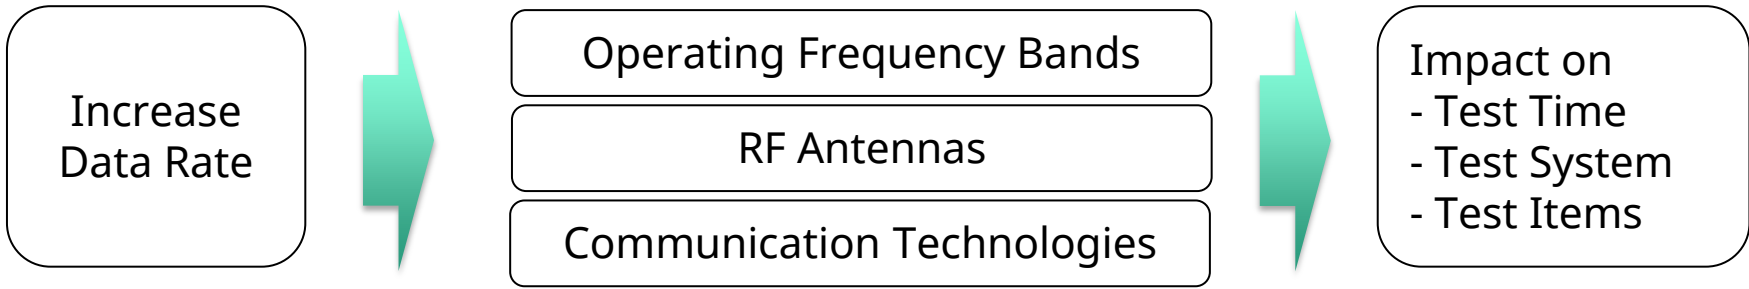 Increase
Data Rate
Operating Frequency Bands
RF Antennas
Communication Technologies
Impact on
- Test Time
- Test System
- Test Items